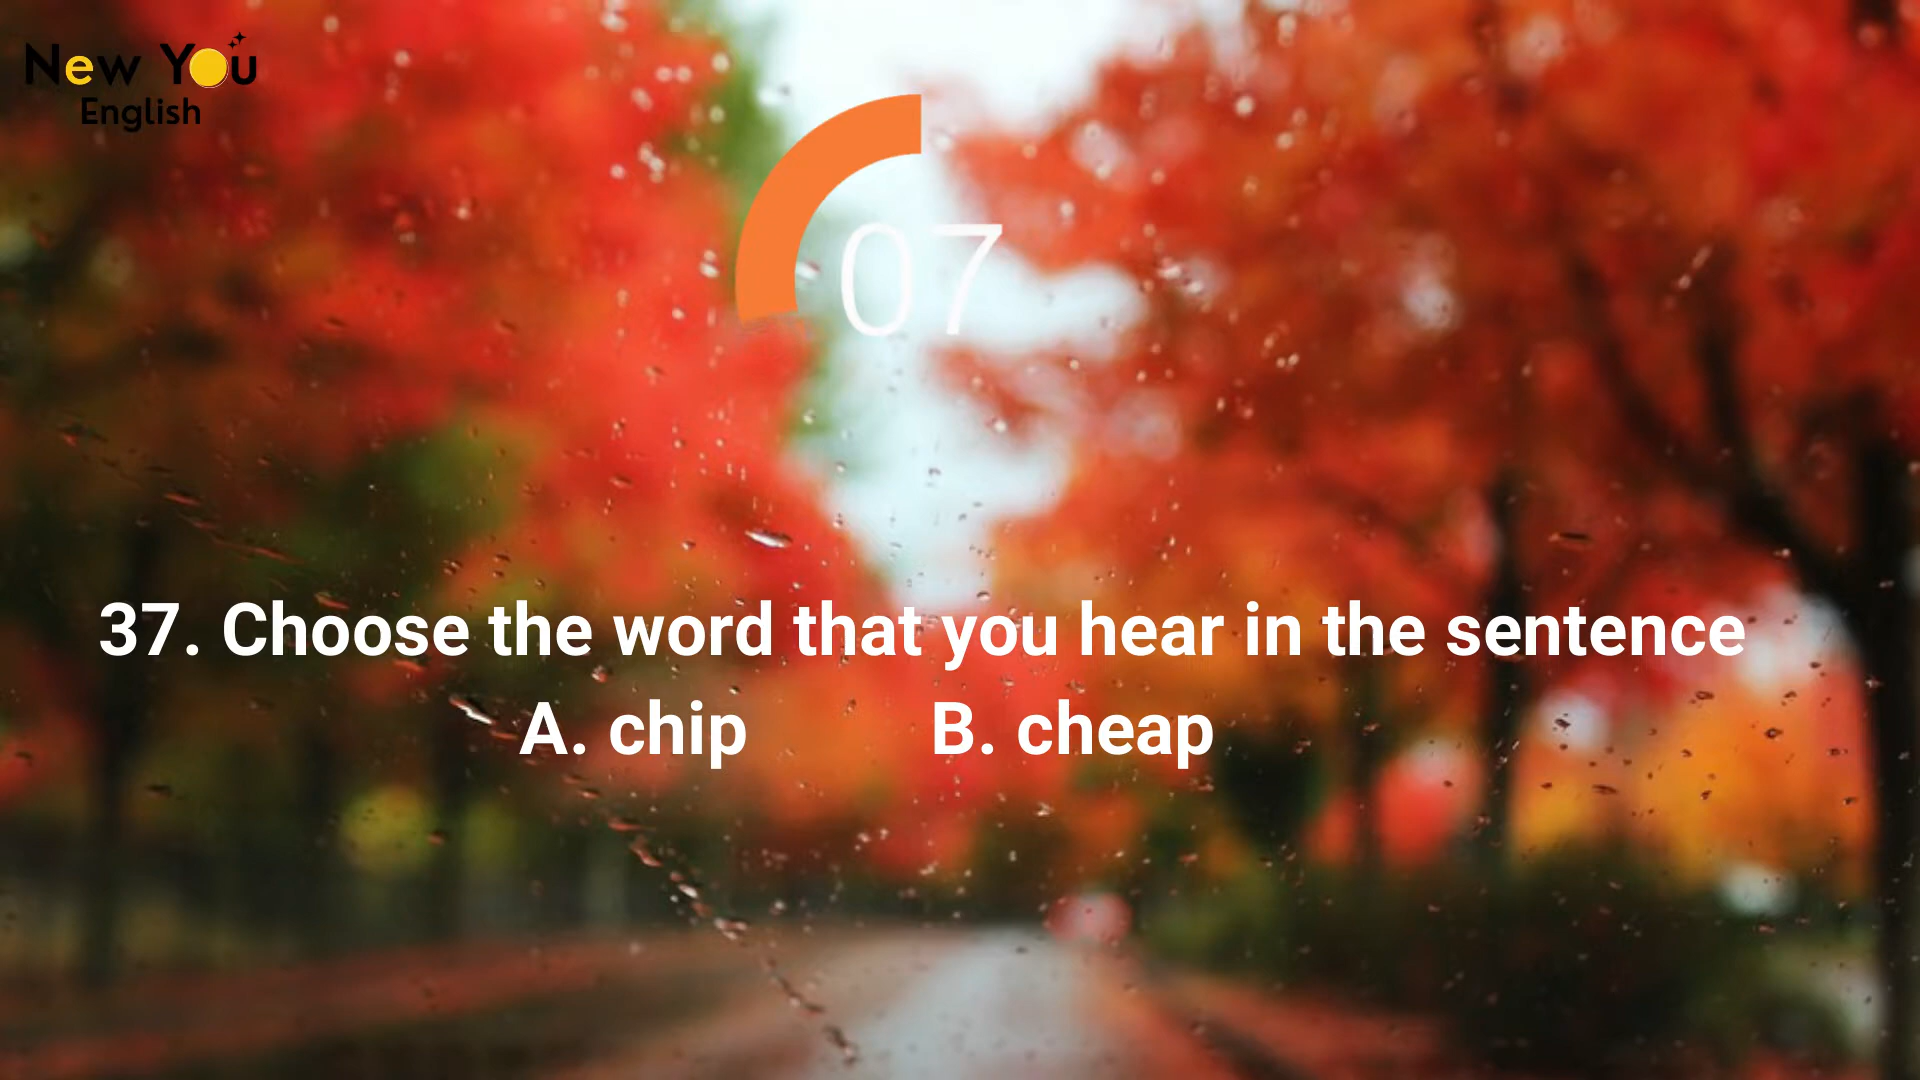 New You
English
07
37. Choose the word that you hear in the sentence
A. chip B. cheap